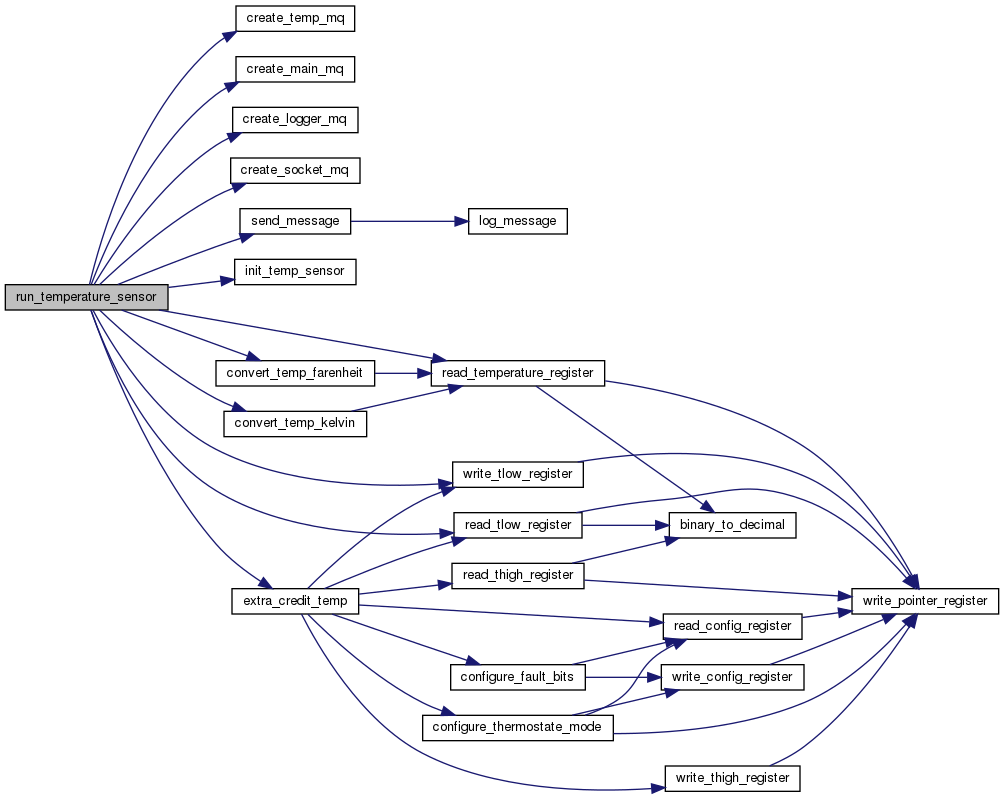 create_temp_mq
create_main_mq
create_logger_mq
create_socket_mq
send_message
log_message
init_temp_sensor
run_temperature_sensor
convert_temp_farenheit
read_temperature_register
convert_temp_kelvin
write_tlow_register
read_tlow_register
binary_to_decimal
read_thigh_register
extra_credit_temp
write_pointer_register
read_config_register
configure_fault_bits
write_config_register
configure_thermostate_mode
write_thigh_register